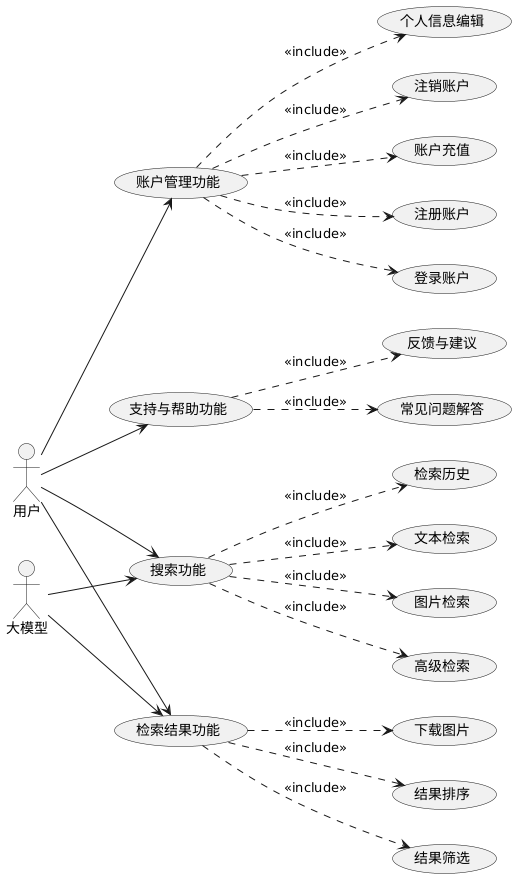 个人信息编辑
«include»
注销账户
«include»
账户充值
«include»
账户管理功能
«include»
注册账户
«include»
登录账户
反馈与建议
«include»
支持与帮助功能
«include»
常见问题解答
检索历史
«include»
用户
文本检索
«include»
搜索功能
«include»
图片检索
«include»
大模型
高级检索
检索结果功能
«include»
下载图片
«include»
结果排序
«include»
结果筛选